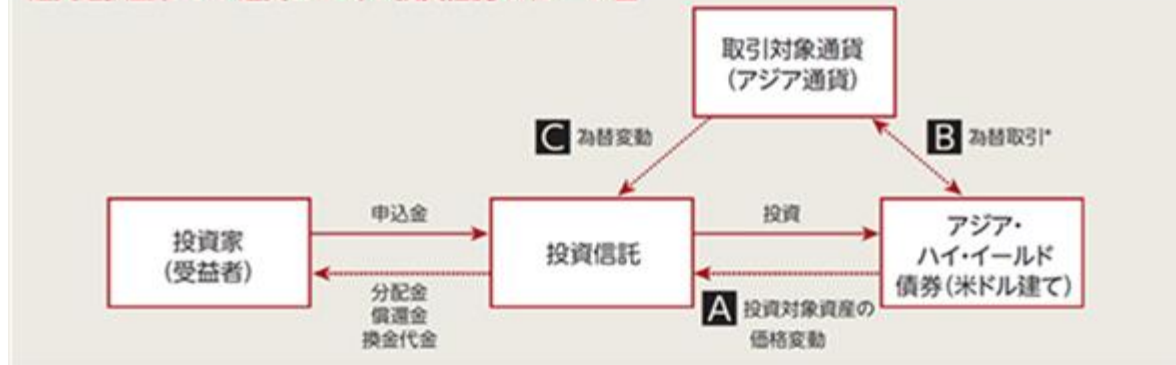 取引対象通貨
(アジア通貨)
C 為替変動
B 為替取引*
投資家
(受益者)
申込金
分配金
償還金
換金代金
投資信託
投資
A 投資対象資産の
価格変動
アジア・
ハイ・イールド
債券(米ドル建て)